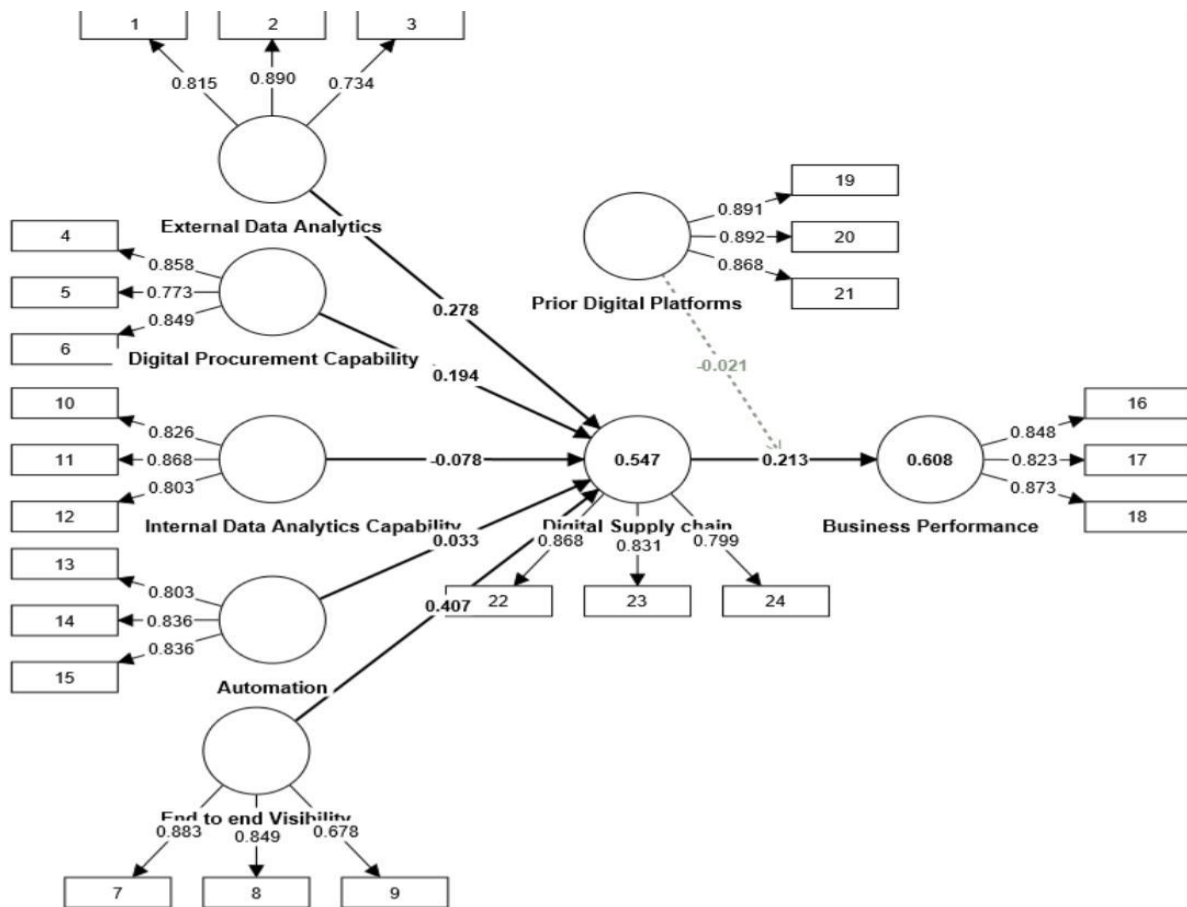 1 2 3
0.815 0.890 0.734
External Data Analytics
4
0.858
5
0.773
6
0.849
Digital Procurement Capability
0.278
0.194
19
0.891
20
0.892
21
0.868
Prior Digital Platforms
-0.021
10
0.826
11
0.868
12
0.803
Internal Data Analytics Capability
-0.078
0.547
0.213
0.608
16
0.848
17
0.823
18
0.873
Digital Supply chain
Business Performance
0.033
0.868 0.831 0.799
22 23 24
13
0.803
14
0.836
15
0.836
Automation
0.407
End to end Visibility
0.883 0.849 0.678
7 8 9